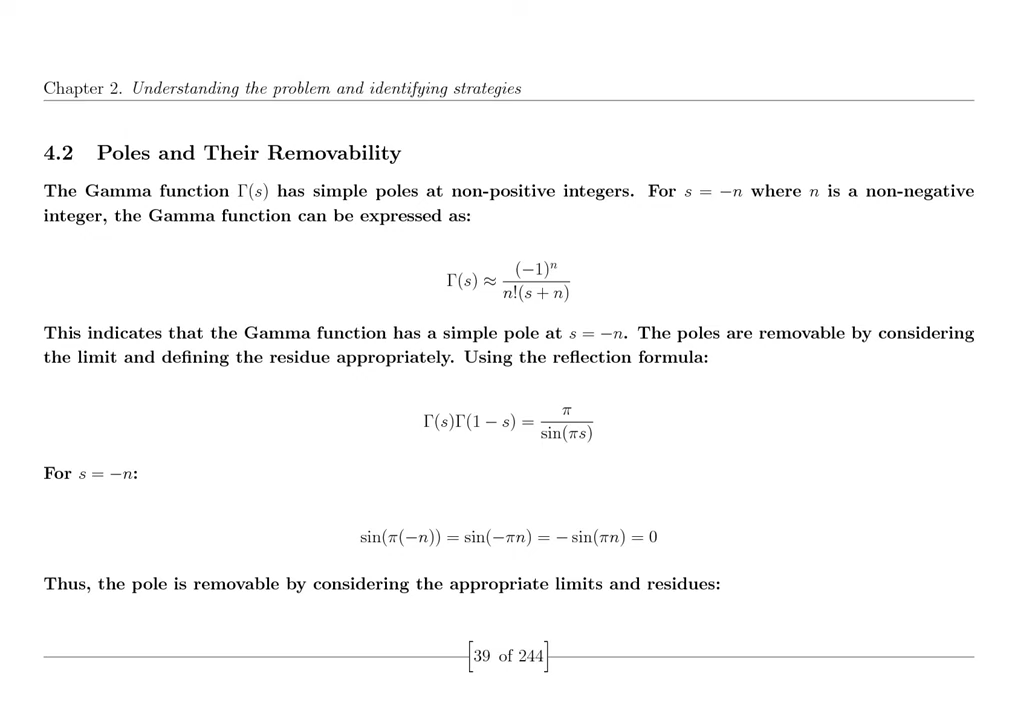 Chapter 2. Understanding the problem and identifying strategies
4.2 Poles and Their Removability
The Gamma function Γ(s) has simple poles at non-positive integers. For s = −n where n is a non-negative
integer, the Gamma function can be expressed as:
Γ(s) ≈ (−1)^n / n!(s + n)
This indicates that the Gamma function has a simple pole at s = −n. The poles are removable by considering
the limit and defining the residue appropriately. Using the reflection formula:
Γ(s)Γ(1 − s) = π / sin(πs)
For s = −n:
sin(π(−n)) = sin(−πn) = − sin(πn) = 0
Thus, the pole is removable by considering the appropriate limits and residues:
[39 of 244]